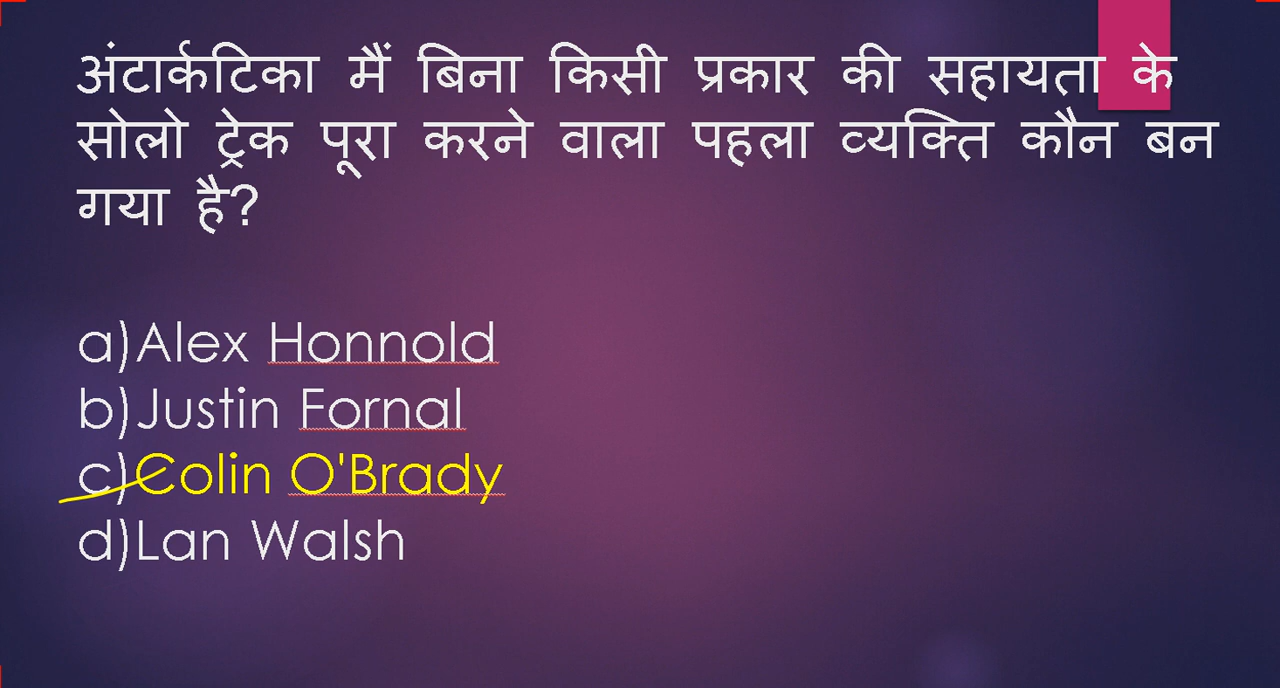 अंटार्कटिका मैं बिना किसी प्रकार की सहायता के
सोलो ट्रेक पूरा करने वाला पहला व्यक्ति कौन बन
गया है?
a)Alex Honnold
b)Justin Fornal
c)Colin O'Brady
d)Lan Walsh